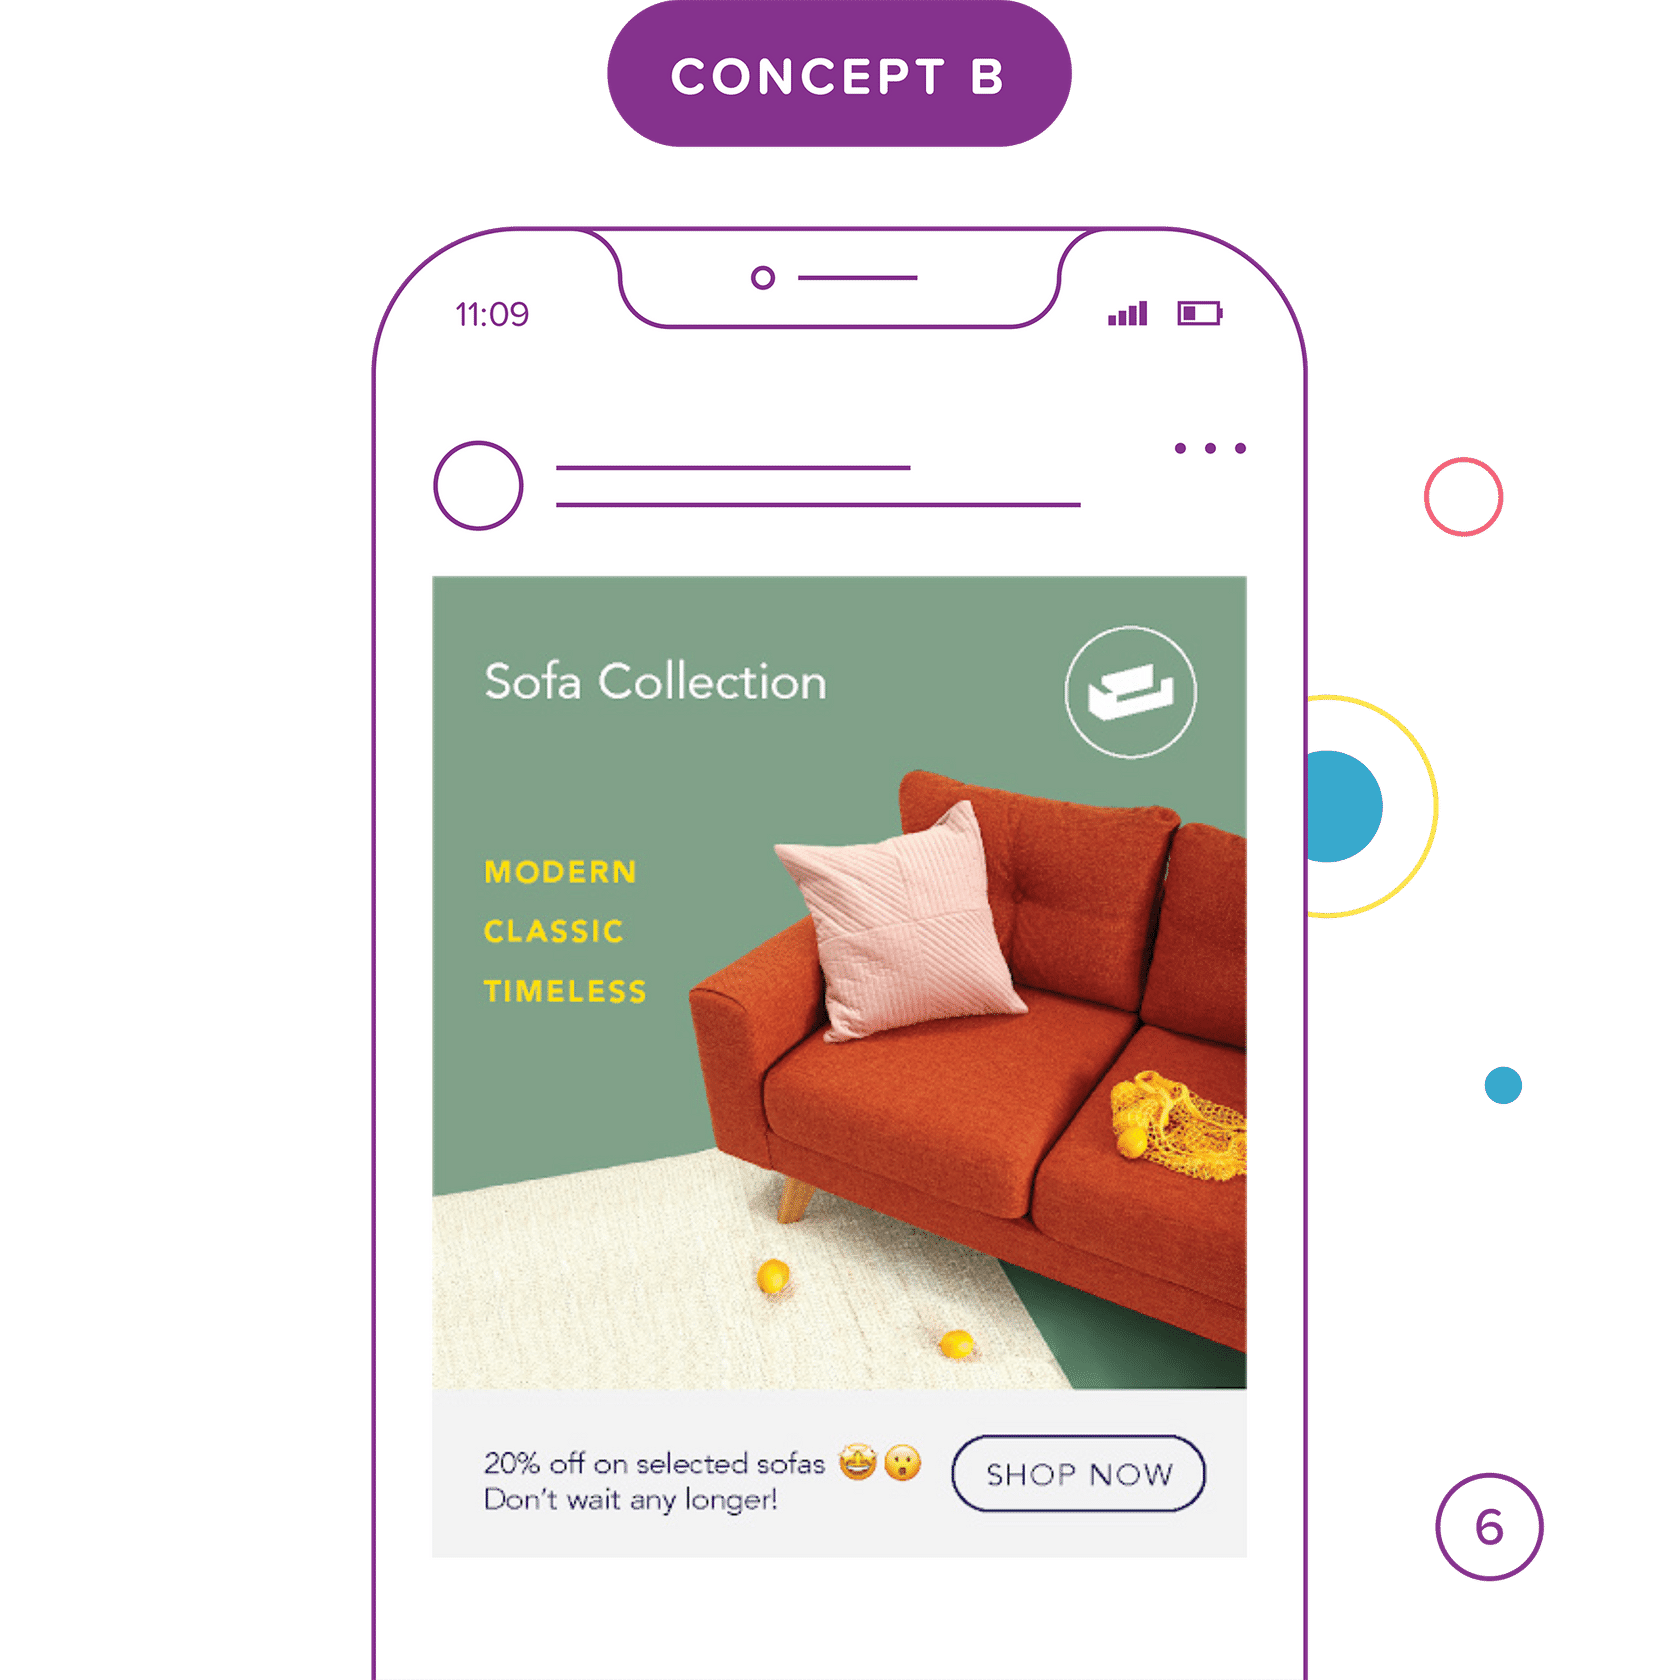 CONCEPT B
11:09
Sofa Collection
MODERN
CLASSIC
TIMELESS
20% off on selected sofas 🤩😮
Don't wait any longer!
SHOP NOW
6